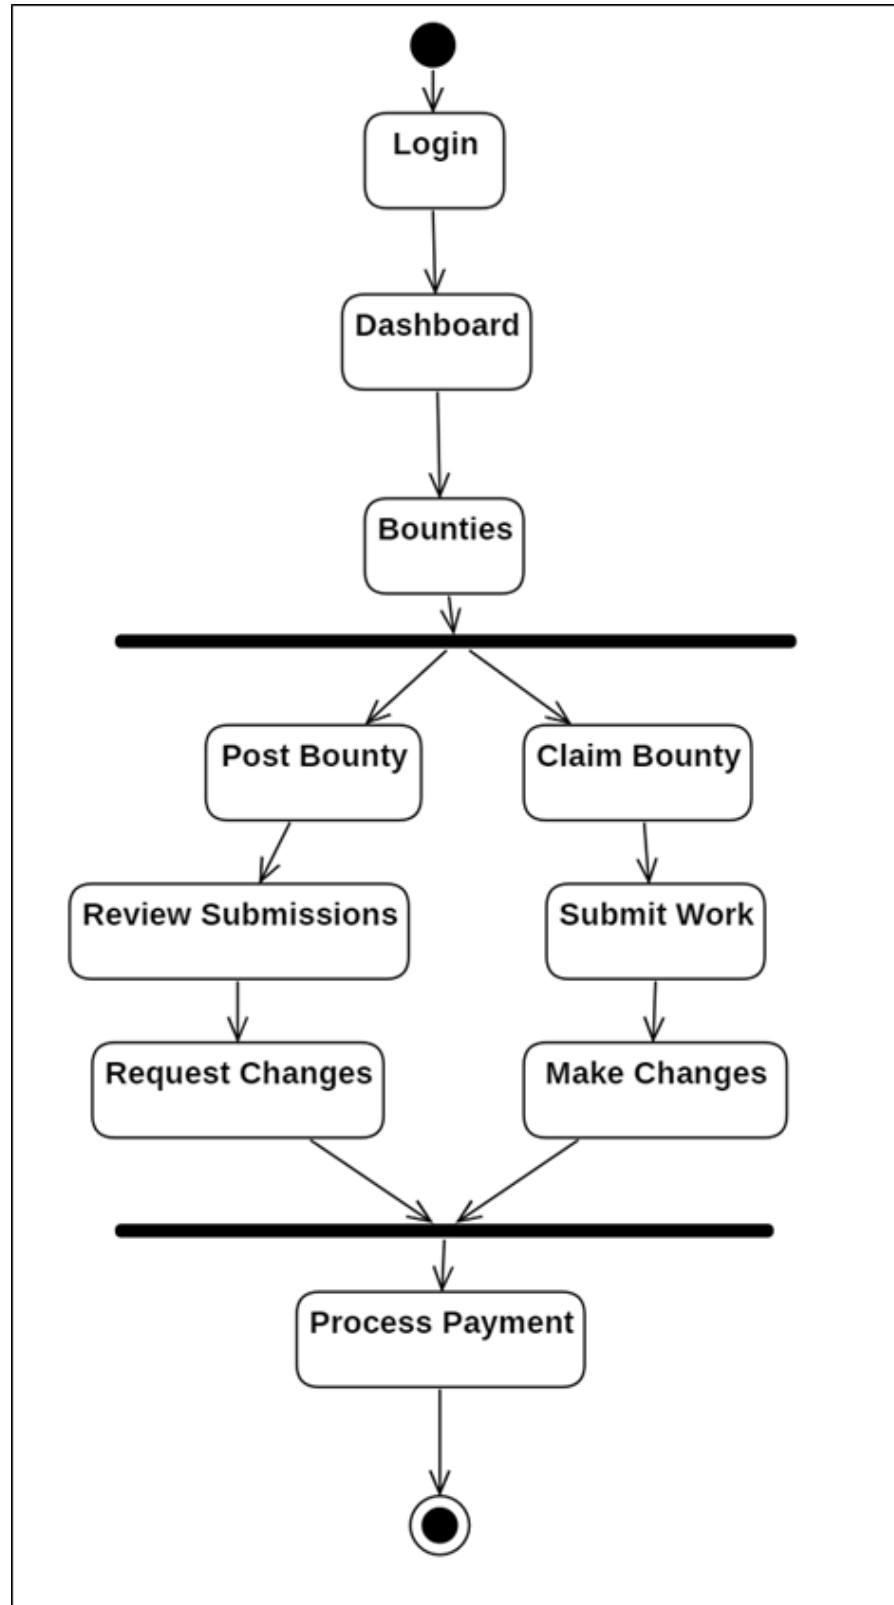 Login
Dashboard
Bounties
Post Bounty
Claim Bounty
Review Submissions
Submit Work
Request Changes
Make Changes
Process Payment